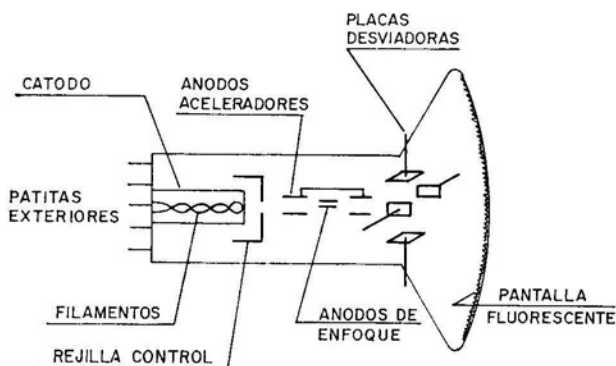 PLACAS
DESVIADORAS
CATODO
ANODOS
ACELERADORES
PATITAS
EXTERIORES
FILAMENTOS
REJILLA CONTROL
ANODOS DE
ENFOQUE
PANTALLA
FLUORESCENTE